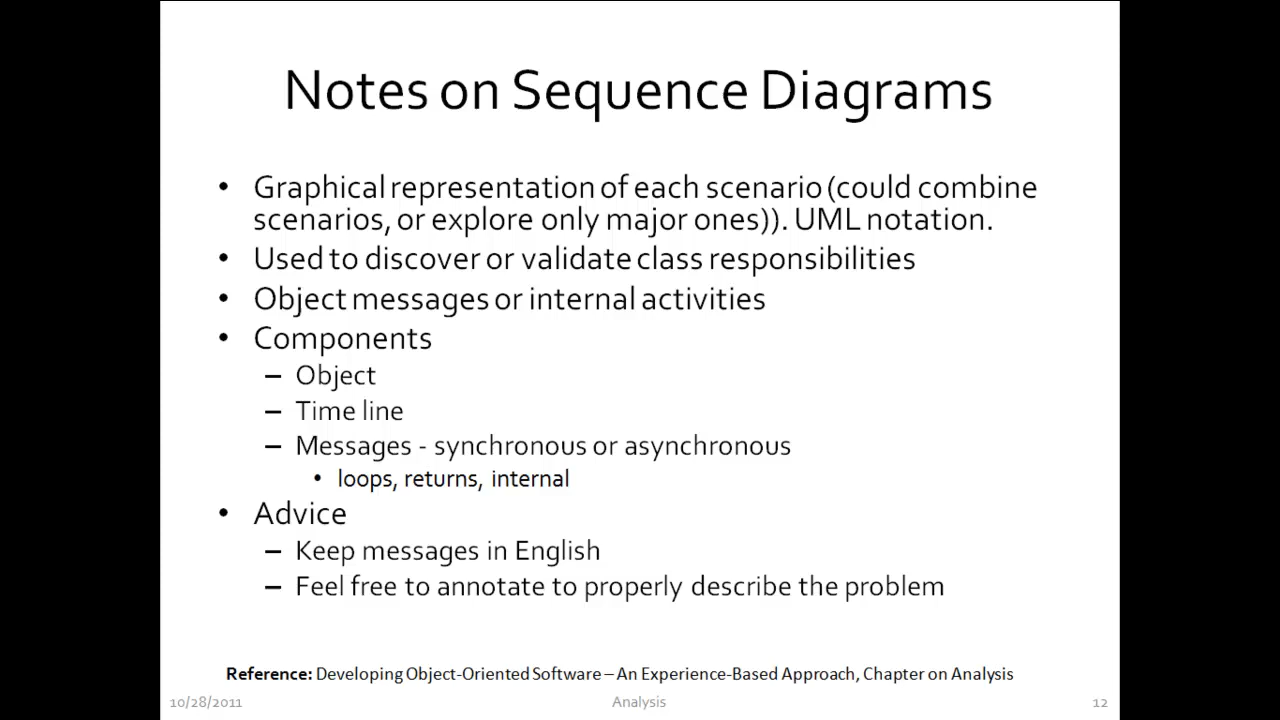 Notes on Sequence Diagrams
• Graphical representation of each scenario (could combine
scenarios, or explore only major ones)). UML notation.
• Used to discover or validate class responsibilities
• Object messages or internal activities
• Components
– Object
– Time line
– Messages - synchronous or asynchronous
• loops, returns, internal
• Advice
– Keep messages in English
– Feel free to annotate to properly describe the problem
Reference: Developing Object-Oriented Software – An Experience-Based Approach, Chapter on Analysis
10/28/2011 Analysis 12